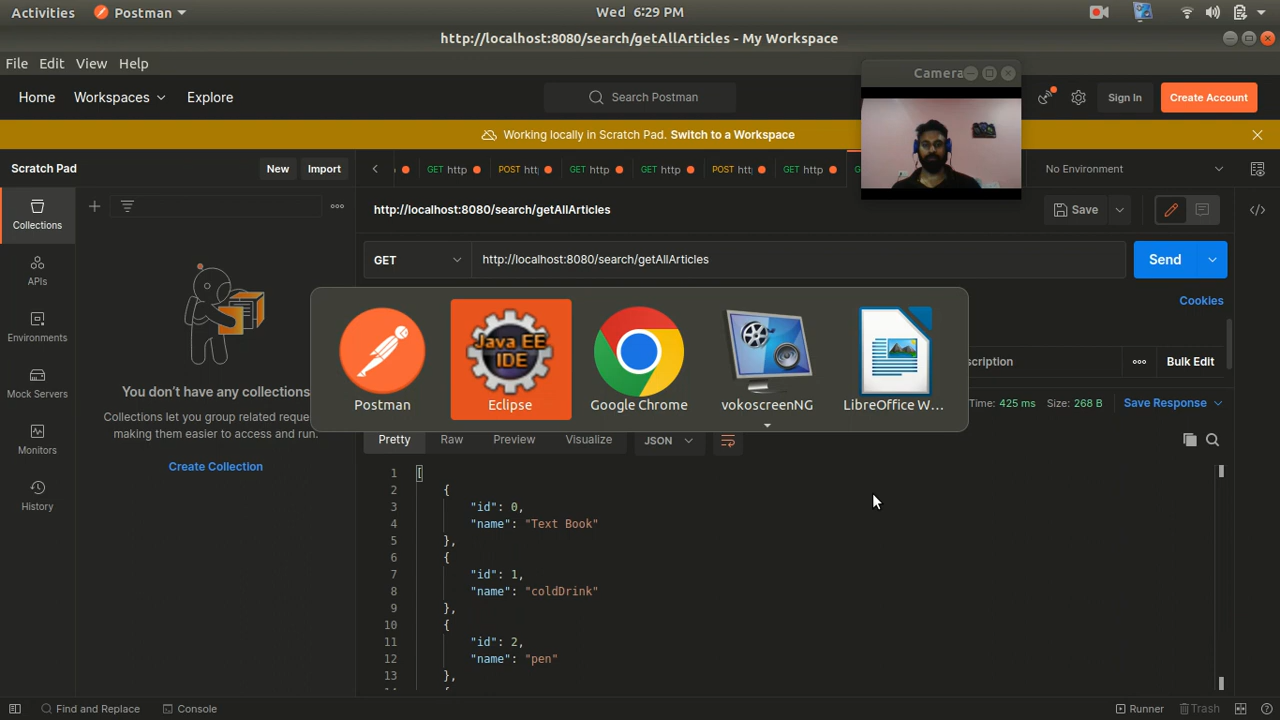 Activities Postman Wed 6:29 PM
http://localhost:8080/search/getAllArticles - My Workspace
File Edit View Help
Camera
Home Workspaces Explore Search Postman Sign In Create Account
Working locally in Scratch Pad. Switch to a Workspace
Scratch Pad New Import GET http POST htt GET http GET http POST htt GET http No Environment
Collections http://localhost:8080/search/getAllArticles Save
APIs GET http://localhost:8080/search/getAllArticles Send
Environments
Cookies
Java EE
IDE
scription Bulk Edit
Mock Servers You don't have any collections
Postman Eclipse Google Chrome vokoscreenNG LibreOffice W... Time: 425 ms Size: 268 B Save Response
Collections let you group related reque
making them easier to access and run.
Monitors Pretty Raw Preview Visualize JSON
Create Collection
History
1 [
2 {
3 "id": 0,
4 "name": "Text Book"
5 },
6 {
7 "id": 1,
8 "name": "coldDrink"
9 },
10 {
11 "id": 2,
12 "name": "pen"
13 },
Find and Replace Console Runner Trash